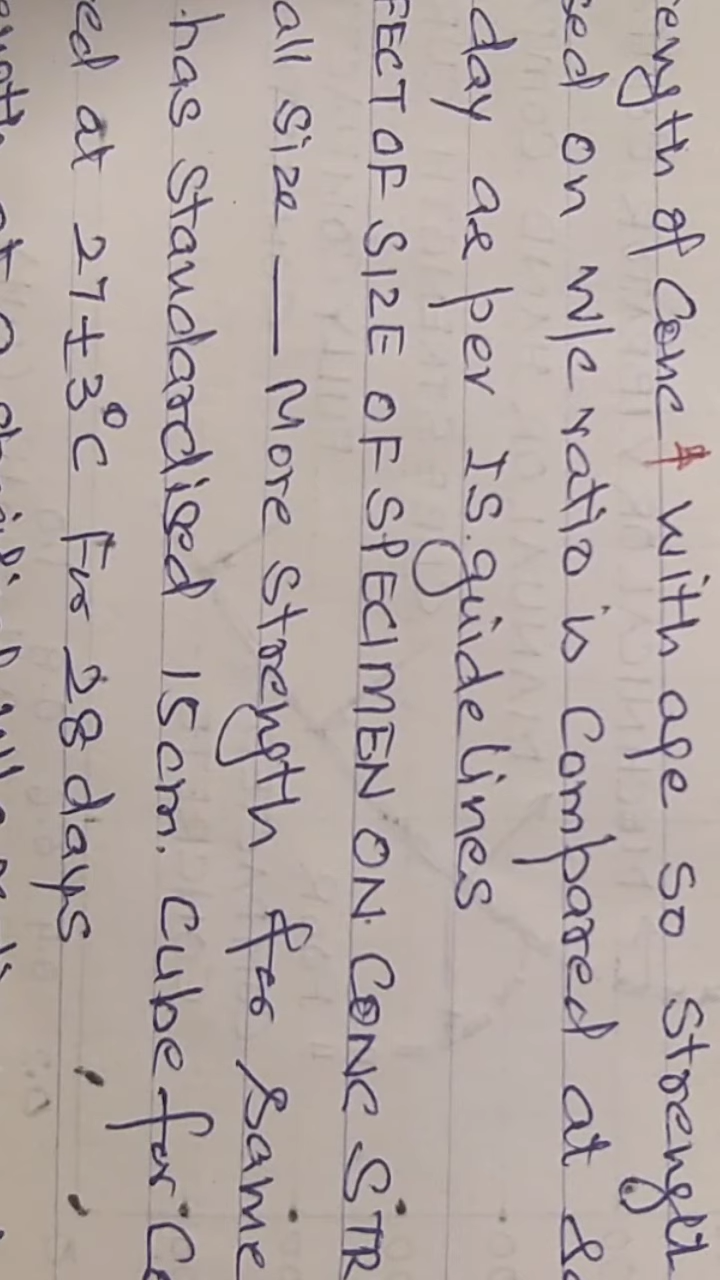 rength of Conc ↑ with age so strength
sed on w/c ratio is Compared at
day as per IS guidelines
FECT OF SIZE OF SPECIMEN ON CONC STR
all size — More strength for same
has Standardised 15cm. Cube for
ed at 27±3°C For 28 days